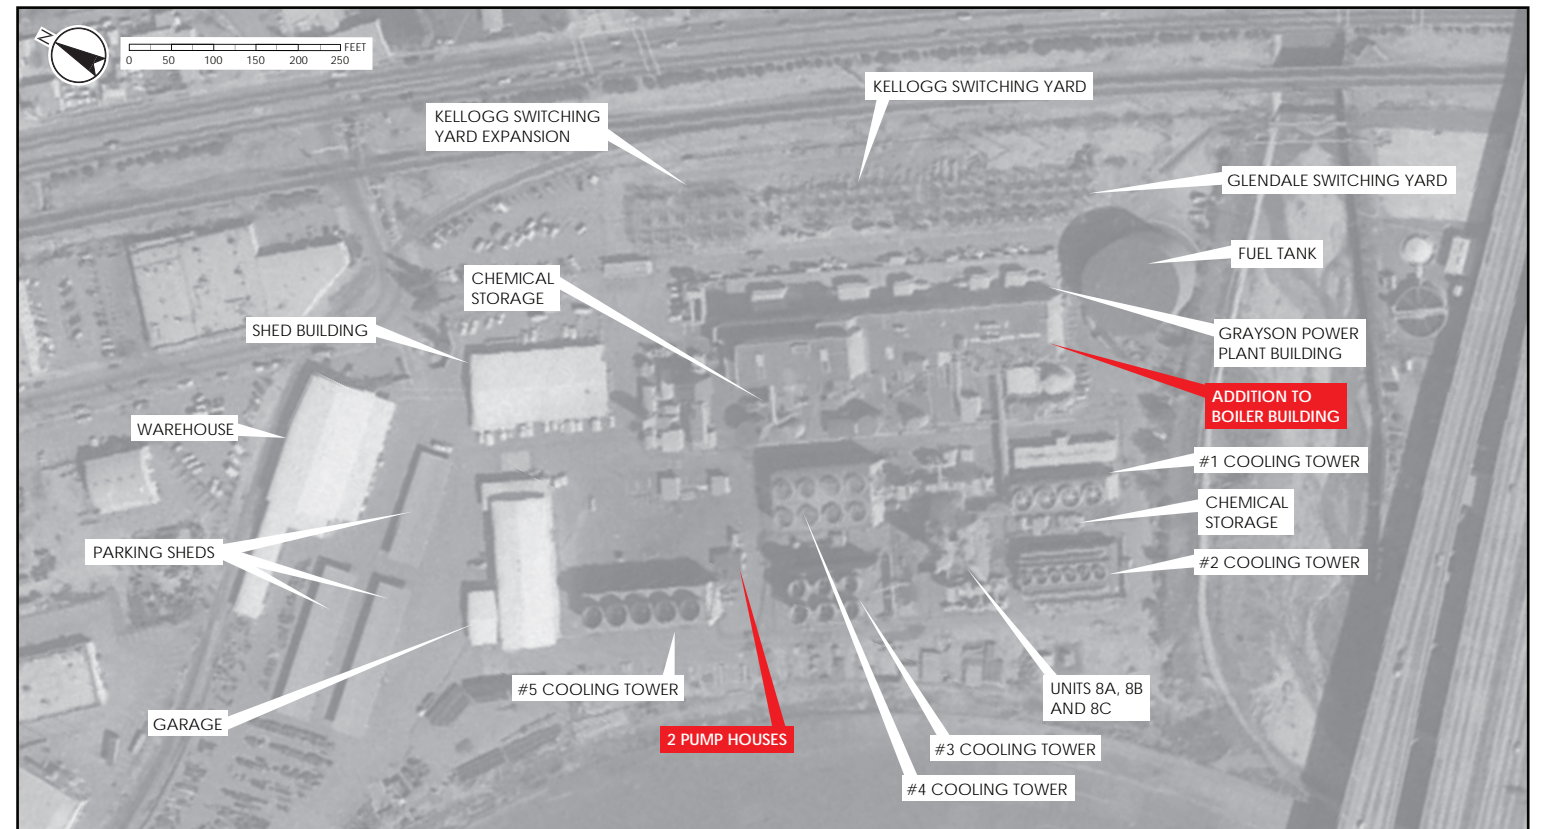 N
FEET
0 50 100 150 200 250
KELLOGG SWITCHING YARD
KELLOGG SWITCHING
YARD EXPANSION
GLENDALE SWITCHING YARD
FUEL TANK
CHEMICAL
STORAGE
SHED BUILDING
GRAYSON POWER
PLANT BUILDING
ADDITION TO
BOILER BUILDING
WAREHOUSE
#1 COOLING TOWER
CHEMICAL
STORAGE
PARKING SHEDS
#2 COOLING TOWER
#5 COOLING TOWER
UNITS 8A, 8B
AND 8C
GARAGE
2 PUMP HOUSES
#3 COOLING TOWER
#4 COOLING TOWER